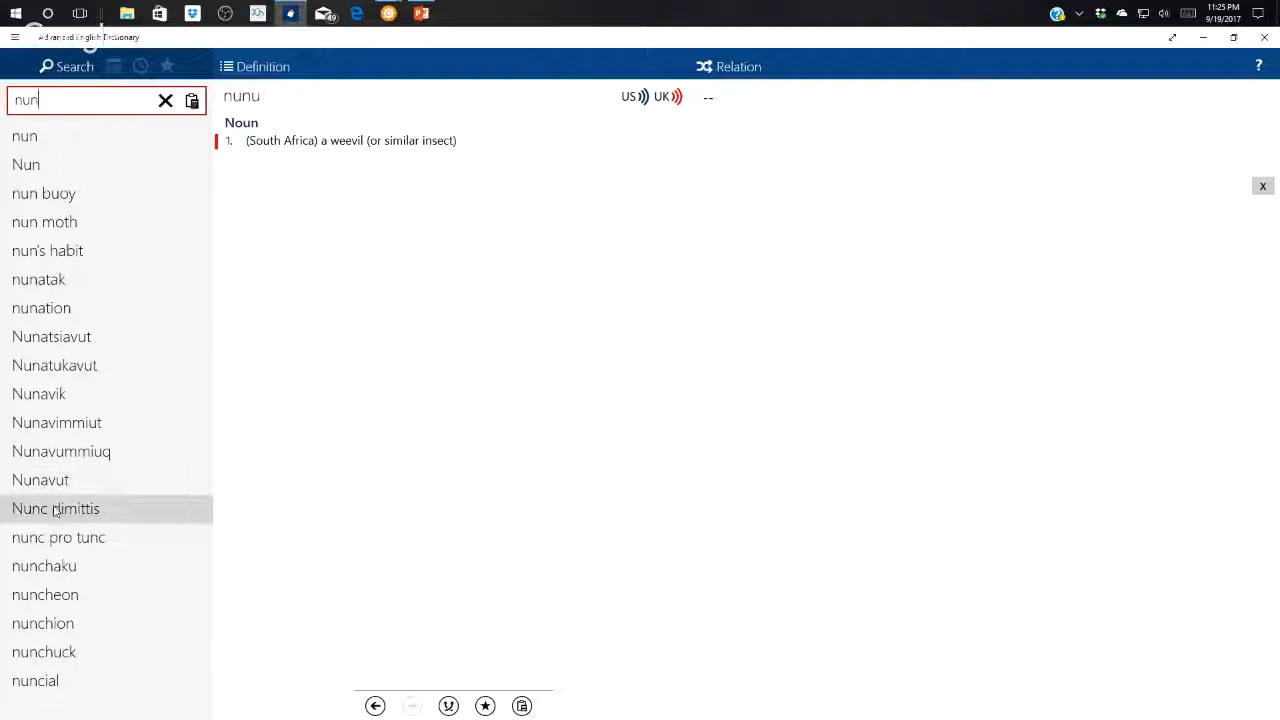 49
11:25 PM
9/19/2017
Advanced English Dictionary
Search
Definition
Relation
?
nun
nunu
US UK --
Noun
1. (South Africa) a weevil (or similar insect)
X
nun
Nun
nun buoy
nun moth
nun's habit
nunatak
nunation
Nunatsiavut
Nunatukavut
Nunavik
Nunavimmiut
Nunavummiuq
Nunavut
Nunc dimittis
nunc pro tunc
nunchaku
nuncheon
nunchion
nunchuck
nuncial